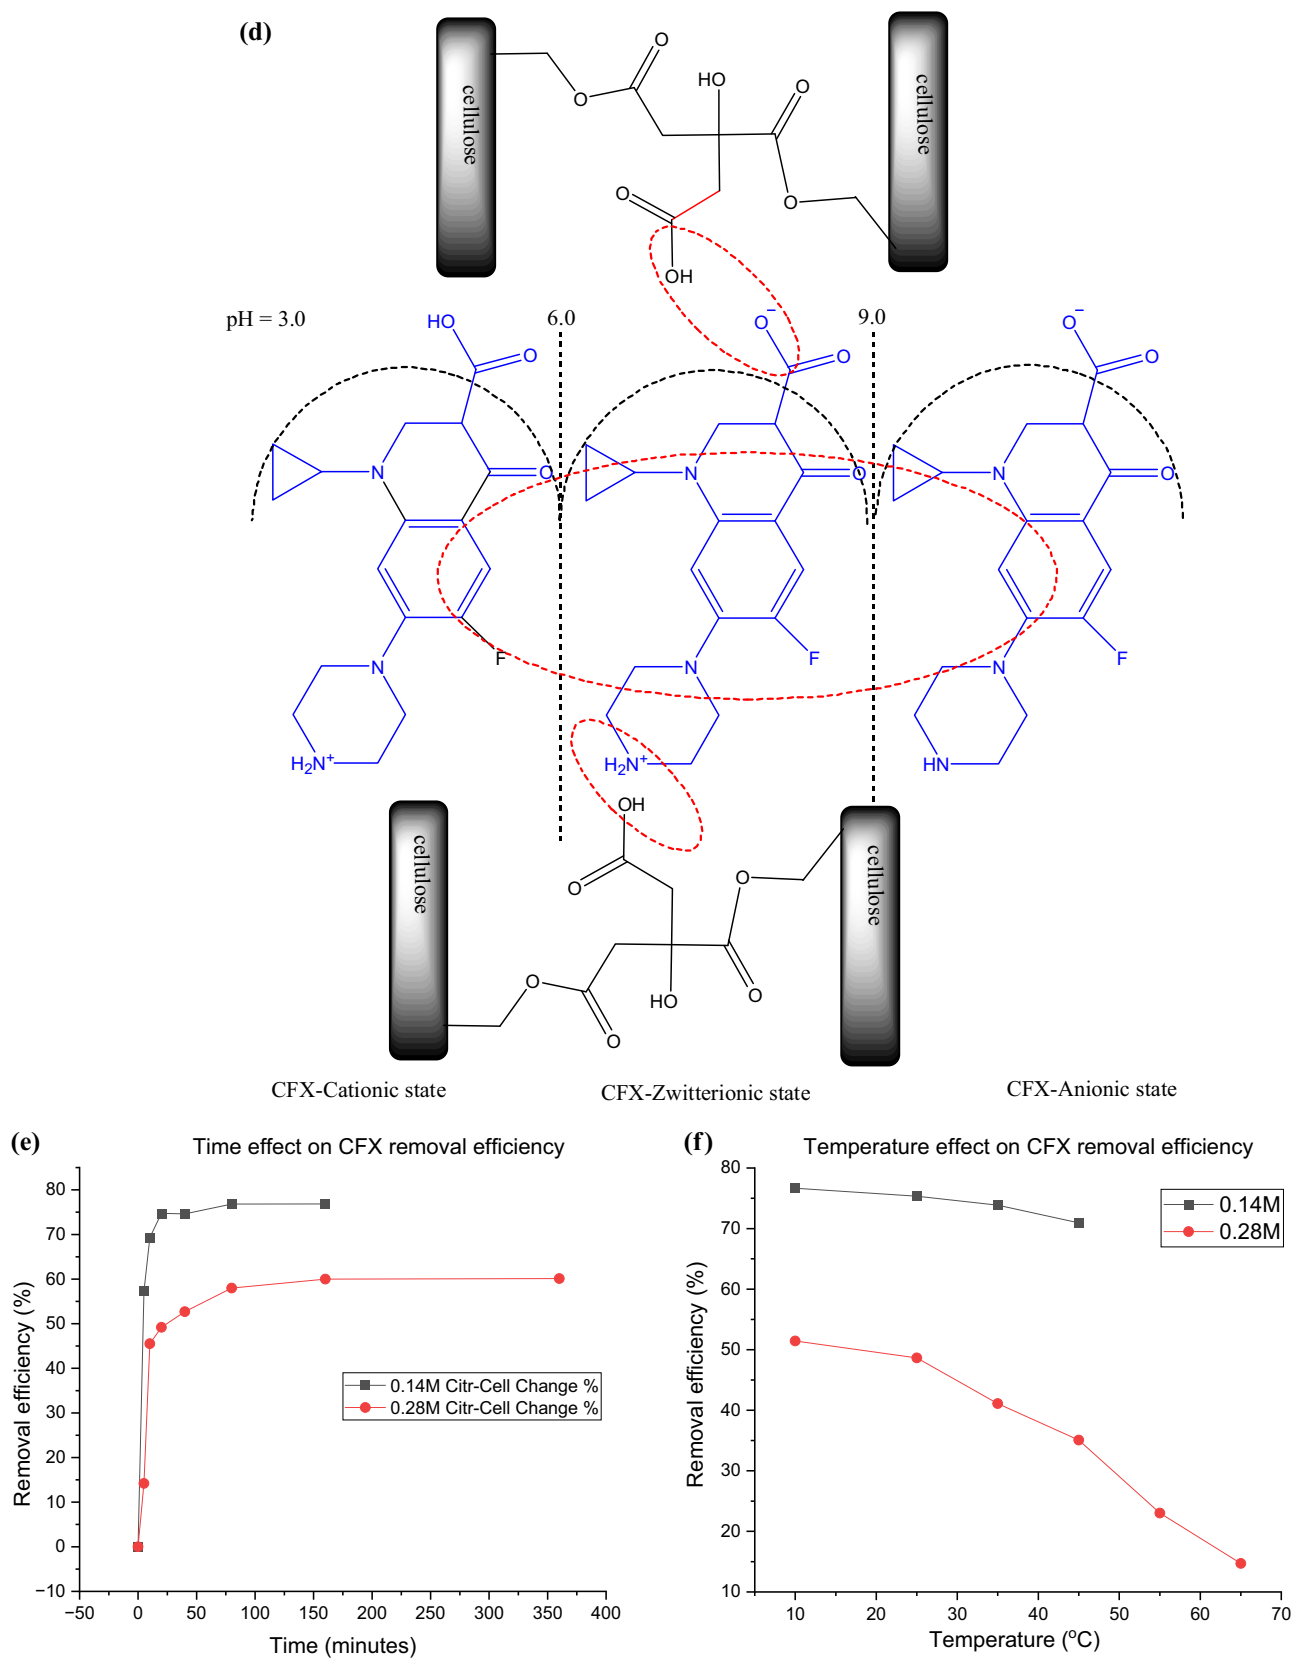 (d)
cellulose
cellulose
O
O
HO
O
O
O
OH
pH = 3.0
6.0
9.0
HO
O
O⁻
O
O⁻
O
N
O
N
O
N
O
F
F
F
N
N
N
H₂N⁺
H₂N⁺
HN
OH
cellulose
cellulose
O
O
O
HO
O
O
CFX-Cationic state
CFX-Zwitterionic state
CFX-Anionic state
(e)
Time effect on CFX removal efficiency
Removal efficiency (%)
80
70
60
50
40
30
20
10
0
−10
0.14M Citr-Cell Change %
0.28M Citr-Cell Change %
−50 0 50 100 150 200 250 300 350 400
Time (minutes)
(f)
Temperature effect on CFX removal efficiency
Removal efficiency (%)
80
70
60
50
40
30
20
10
0.14M
0.28M
10 20 30 40 50 60 70
Temperature (°C)